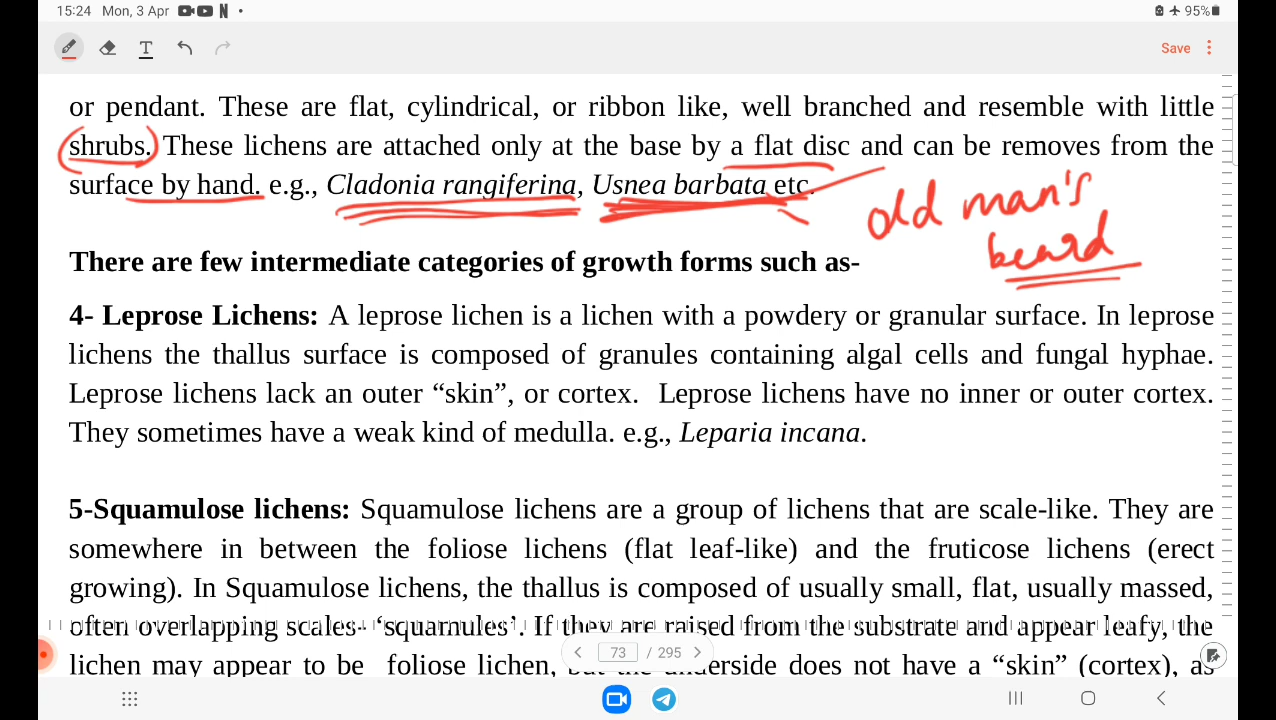 15:24 Mon, 3 Apr N •
95%
T
Save
or pendant. These are flat, cylindrical, or ribbon like, well branched and resemble with little
shrubs. These lichens are attached only at the base by a flat disc and can be removes from the
surface by hand. e.g., Cladonia rangiferina, Usnea barbata etc.
old man's
beard
There are few intermediate categories of growth forms such as-
4- Leprose Lichens: A leprose lichen is a lichen with a powdery or granular surface. In leprose
lichens the thallus surface is composed of granules containing algal cells and fungal hyphae.
Leprose lichens lack an outer “skin”, or cortex. Leprose lichens have no inner or outer cortex.
They sometimes have a weak kind of medulla. e.g., Leparia incana.
5-Squamulose lichens: Squamulose lichens are a group of lichens that are scale-like. They are
somewhere in between the foliose lichens (flat leaf-like) and the fruticose lichens (erect
growing). In Squamulose lichens, the thallus is composed of usually small, flat, usually massed,
often overlapping scales- ‘squamules’. If they are raised from the substrate and appear leafy, the
lichen may appear to be foliose lichen, but the underside does not have a “skin” (cortex), as
73 / 295